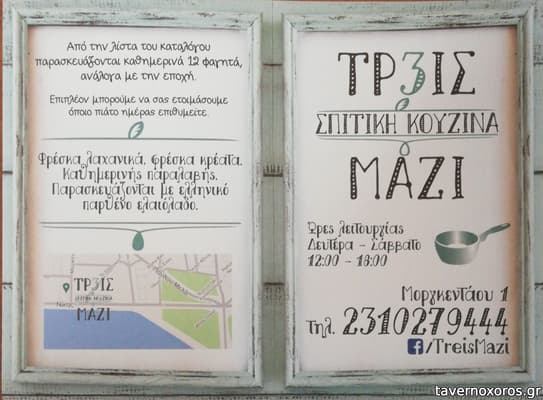 Από την λίστα του καταλόγου
παρασκευάζονται καθημερινά 12 φαγητά,
ανάλογα με την εποχή.
Επιπλέον μπορούμε να σας ετοιμάσουμε
όποιο πιάτο ημέρας επιθυμείτε
Φρέσκα λαχανικά, φρέσκα κρέατα.
Καθημερινής παραλαβής.
Παρασκευάζονται με ελληνικό
παρθένο ελαιόλαδο.
ΤΡ3ΙΣ
ΜΑΖΙ
ΤΡ3ΙΣ
ΣΠΙΤΙΚΗ ΚΟΥΖΙΝΑ
ΜΑΖΙ
Ώρες λειτουργίας
Δευτέρα - Σάββατο
12:00 - 18:00
Μοργκεντάου 1
Τηλ. 2310279444
/TreisMazi
tavernoxoros.gr